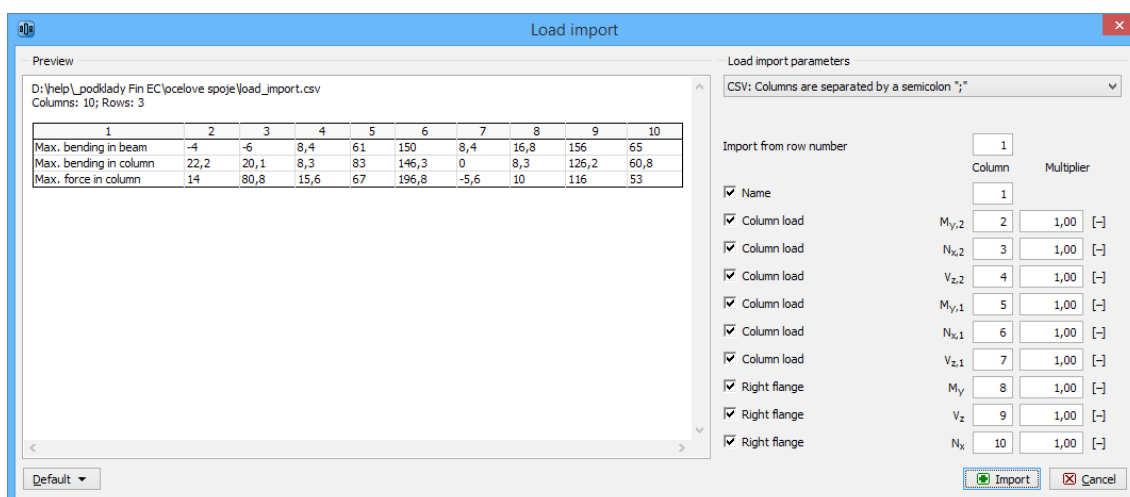 Load import
Preview
D:\help\_podklady Fin EC\ocelove spoje\load_import.csv
Columns: 10; Rows: 3
1 2 3 4 5 6 7 8 9 10
Max. bending in beam -4 -6 8,4 61 150 8,4 16,8 156 65
Max. bending in column 22,2 20,1 8,3 83 146,3 0 8,3 126,2 60,8
Max. force in column 14 80,8 15,6 67 196,8 -5,6 10 116 53
Default
Load import parameters
CSV: Columns are separated by a semicolon ";"
Import from row number 1
Column Multiplier
Name 1
Column load My,2 2 1,00 [–]
Column load Nx,2 3 1,00 [–]
Column load Vz,2 4 1,00 [–]
Column load My,1 5 1,00 [–]
Column load Nx,1 6 1,00 [–]
Column load Vz,1 7 1,00 [–]
Right flange My 8 1,00 [–]
Right flange Vz 9 1,00 [–]
Right flange Nx 10 1,00 [–]
Import Cancel